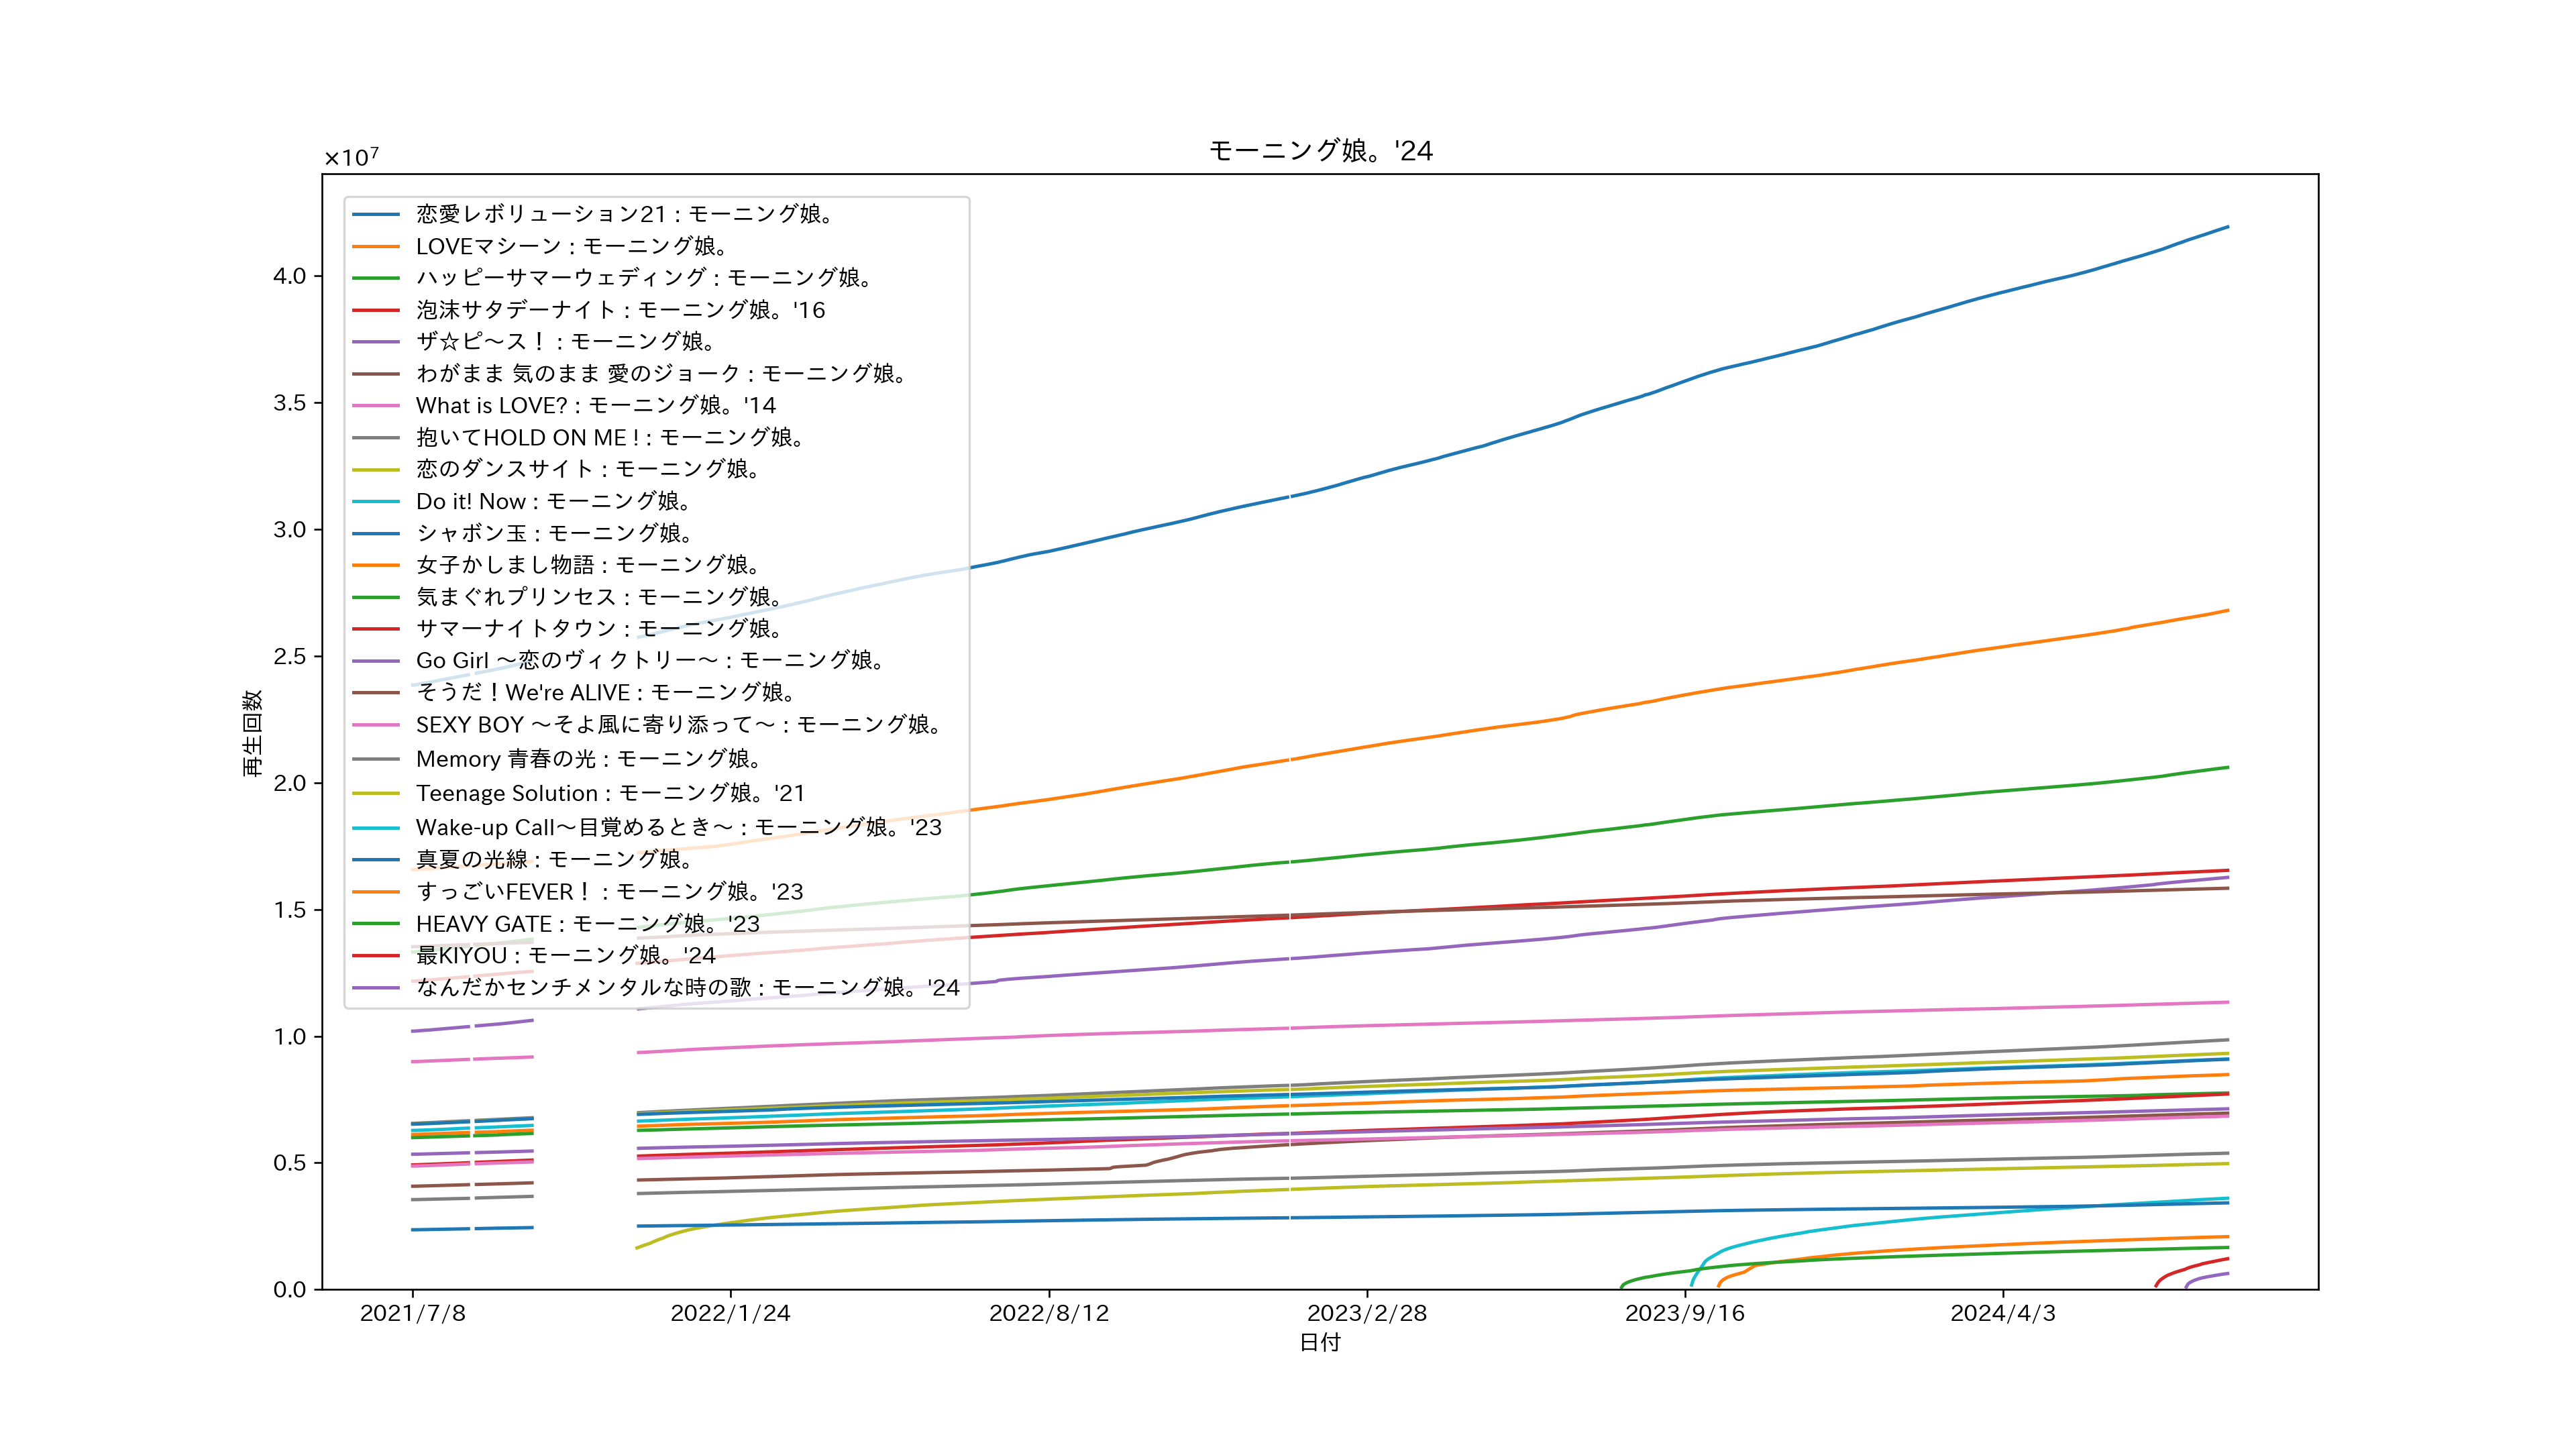 モーニング娘。'24
×10⁷
恋愛レボリューション21 : モーニング娘。
LOVEマシーン : モーニング娘。
ハッピーサマーウェディング : モーニング娘。
泡沫サタデーナイト : モーニング娘。'16
ザ☆ピ〜ス！ : モーニング娘。
わがまま 気のまま 愛のジョーク : モーニング娘。
What is LOVE? : モーニング娘。'14
抱いてHOLD ON ME ! : モーニング娘。
恋のダンスサイト : モーニング娘。
Do it! Now : モーニング娘。
シャボン玉 : モーニング娘。
女子かしまし物語 : モーニング娘。
気まぐれプリンセス : モーニング娘。
サマーナイトタウン : モーニング娘。
Go Girl 〜恋のヴィクトリー〜 : モーニング娘。
そうだ！We're ALIVE : モーニング娘。
SEXY BOY 〜そよ風に寄り添って〜 : モーニング娘。
Memory 青春の光 : モーニング娘。
Teenage Solution : モーニング娘。'21
Wake-up Call〜目覚めるとき〜 : モーニング娘。'23
真夏の光線 : モーニング娘。
すっごいFEVER！ : モーニング娘。'23
HEAVY GATE : モーニング娘。'23
最KIYOU : モーニング娘。'24
なんだかセンチメンタルな時の歌 : モーニング娘。'24
4.0
3.5
3.0
2.5
2.0
1.5
1.0
0.5
0.0
再生回数
2021/7/8
2022/1/24
2022/8/12
2023/2/28
2023/9/16
2024/4/3
日付